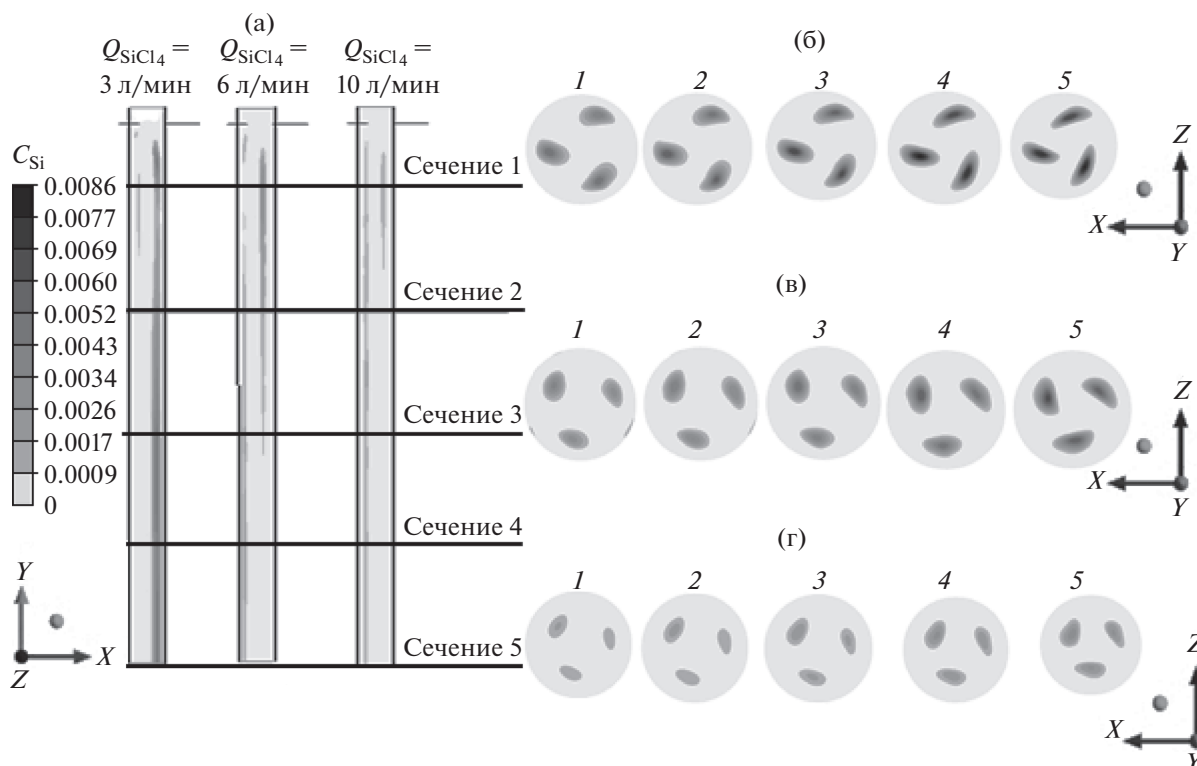 (а)
Q_SiCl4 = Q_SiCl4 = Q_SiCl4 =
3 л/мин 6 л/мин 10 л/мин
C_Si
0.0086
0.0077
0.0069
0.0060
0.0052
0.0043
0.0034
0.0026
0.0017
0.0009
0
Сечение 1
Сечение 2
Сечение 3
Сечение 4
Сечение 5
Y
X
Z
(б)
1 2 3 4 5
Z
X
Y
(в)
1 2 3 4 5
Z
X
Y
(г)
1 2 3 4 5
Z
X
Y